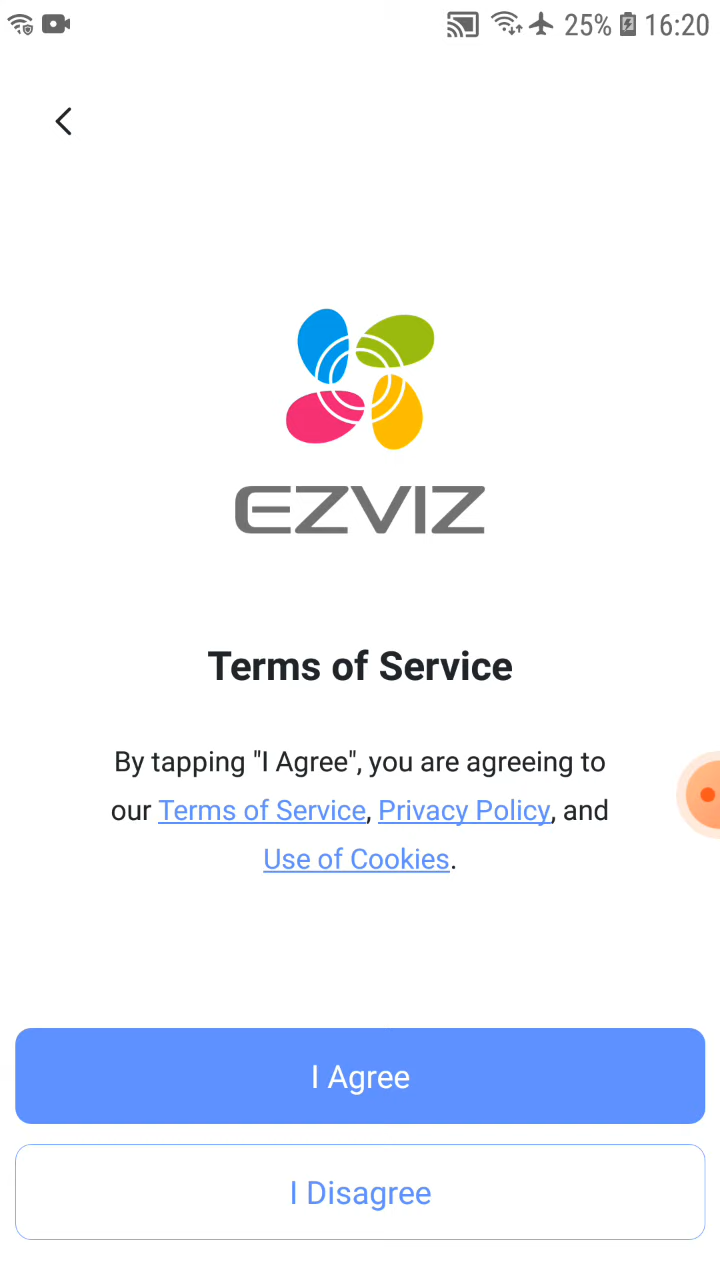 25% 16:20
EZVIZ
Terms of Service
By tapping "I Agree", you are agreeing to
our Terms of Service, Privacy Policy, and
Use of Cookies.
I Agree
I Disagree